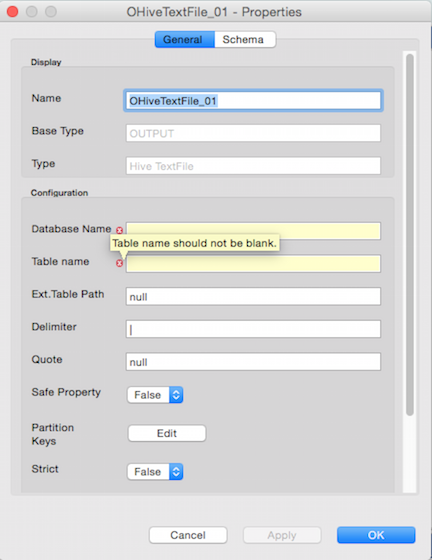 OHiveTextFile_01 - Properties
General Schema
Display
Name OHiveTextFile_01
Base Type OUTPUT
Type Hive TextFile
Configuration
Database Name
Table name should not be blank.
Table name
Ext.Table Path null
Delimiter |
Quote null
Safe Property False
Partition
Keys Edit
Strict False
Cancel Apply OK